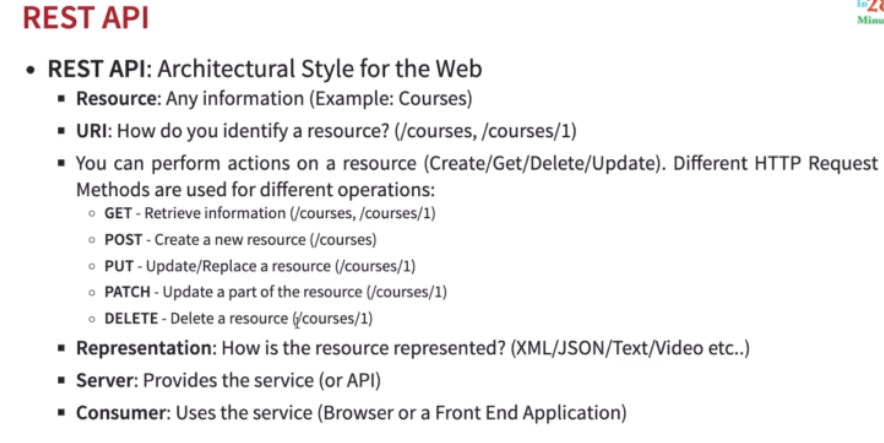 REST API
In28
Minu
• REST API: Architectural Style for the Web
▪ Resource: Any information (Example: Courses)
▪ URI: How do you identify a resource? (/courses, /courses/1)
▪ You can perform actions on a resource (Create/Get/Delete/Update). Different HTTP Request
Methods are used for different operations:
◦ GET - Retrieve information (/courses, /courses/1)
◦ POST - Create a new resource (/courses)
◦ PUT - Update/Replace a resource (/courses/1)
◦ PATCH - Update a part of the resource (/courses/1)
◦ DELETE - Delete a resource (/courses/1)
▪ Representation: How is the resource represented? (XML/JSON/Text/Video etc..)
▪ Server: Provides the service (or API)
▪ Consumer: Uses the service (Browser or a Front End Application)